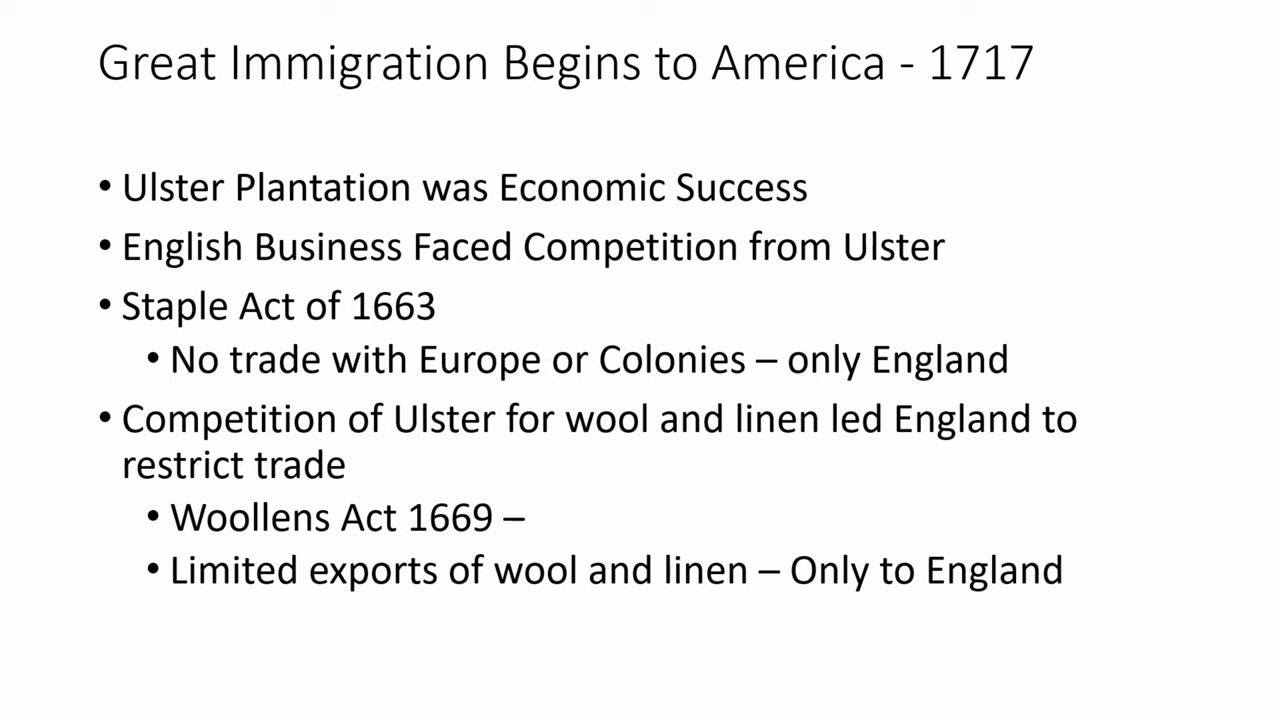 Great Immigration Begins to America - 1717
• Ulster Plantation was Economic Success
• English Business Faced Competition from Ulster
• Staple Act of 1663
• No trade with Europe or Colonies – only England
• Competition of Ulster for wool and linen led England to
restrict trade
• Woollens Act 1669 –
• Limited exports of wool and linen – Only to England